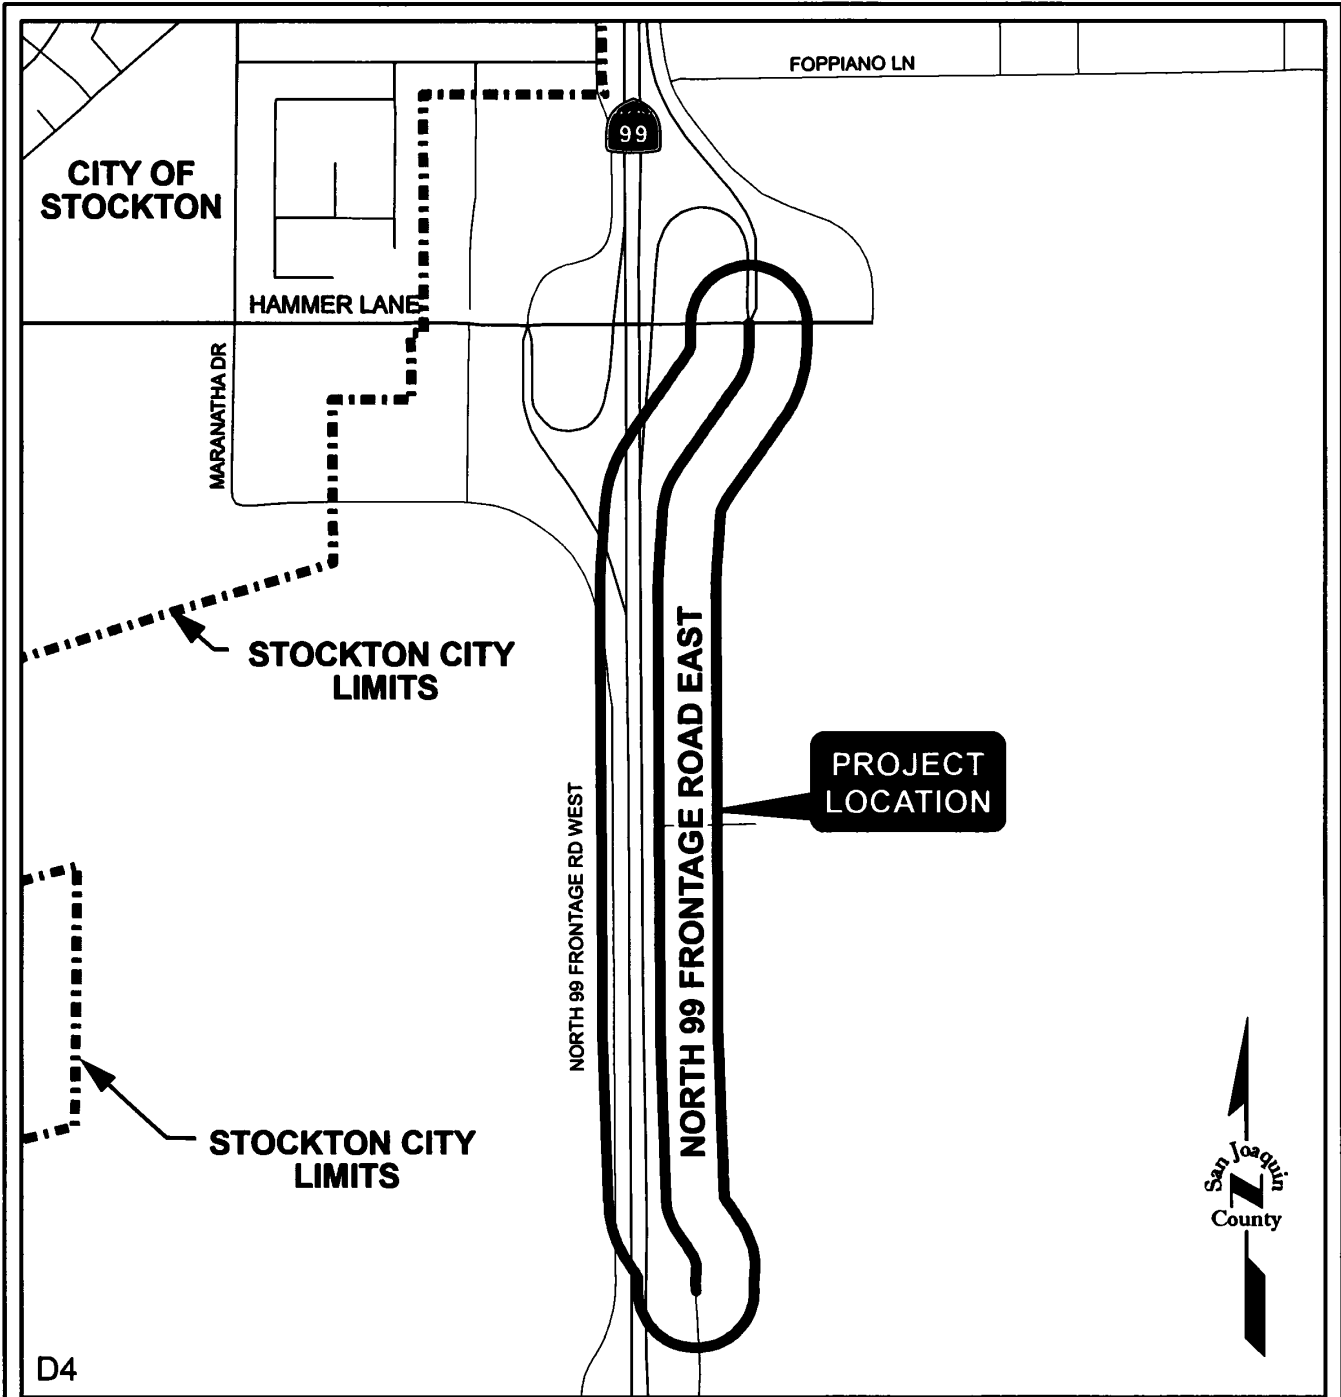 FOPPIANO LN
99
CITY OF
STOCKTON
HAMMER LANE
MARANATHA DR
STOCKTON CITY
LIMITS
NORTH 99 FRONTAGE ROAD EAST
PROJECT
LOCATION
NORTH 99 FRONTAGE RD WEST
STOCKTON CITY
LIMITS
San Joaquin
N
County
D4